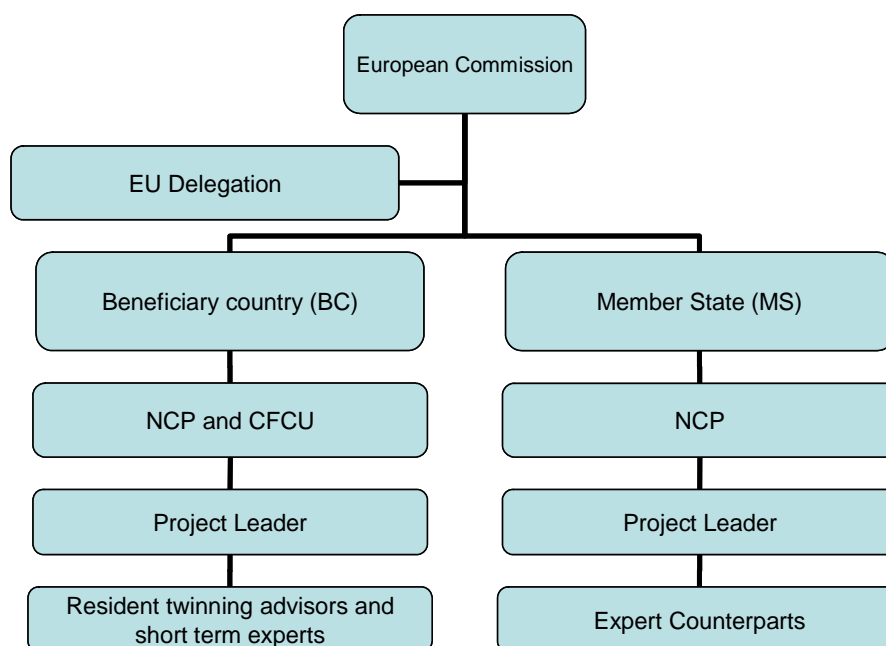 European Commission
EU Delegation
Beneficiary country (BC)
Member State (MS)
NCP and CFCU
NCP
Project Leader
Project Leader
Resident twinning advisors and
short term experts
Expert Counterparts